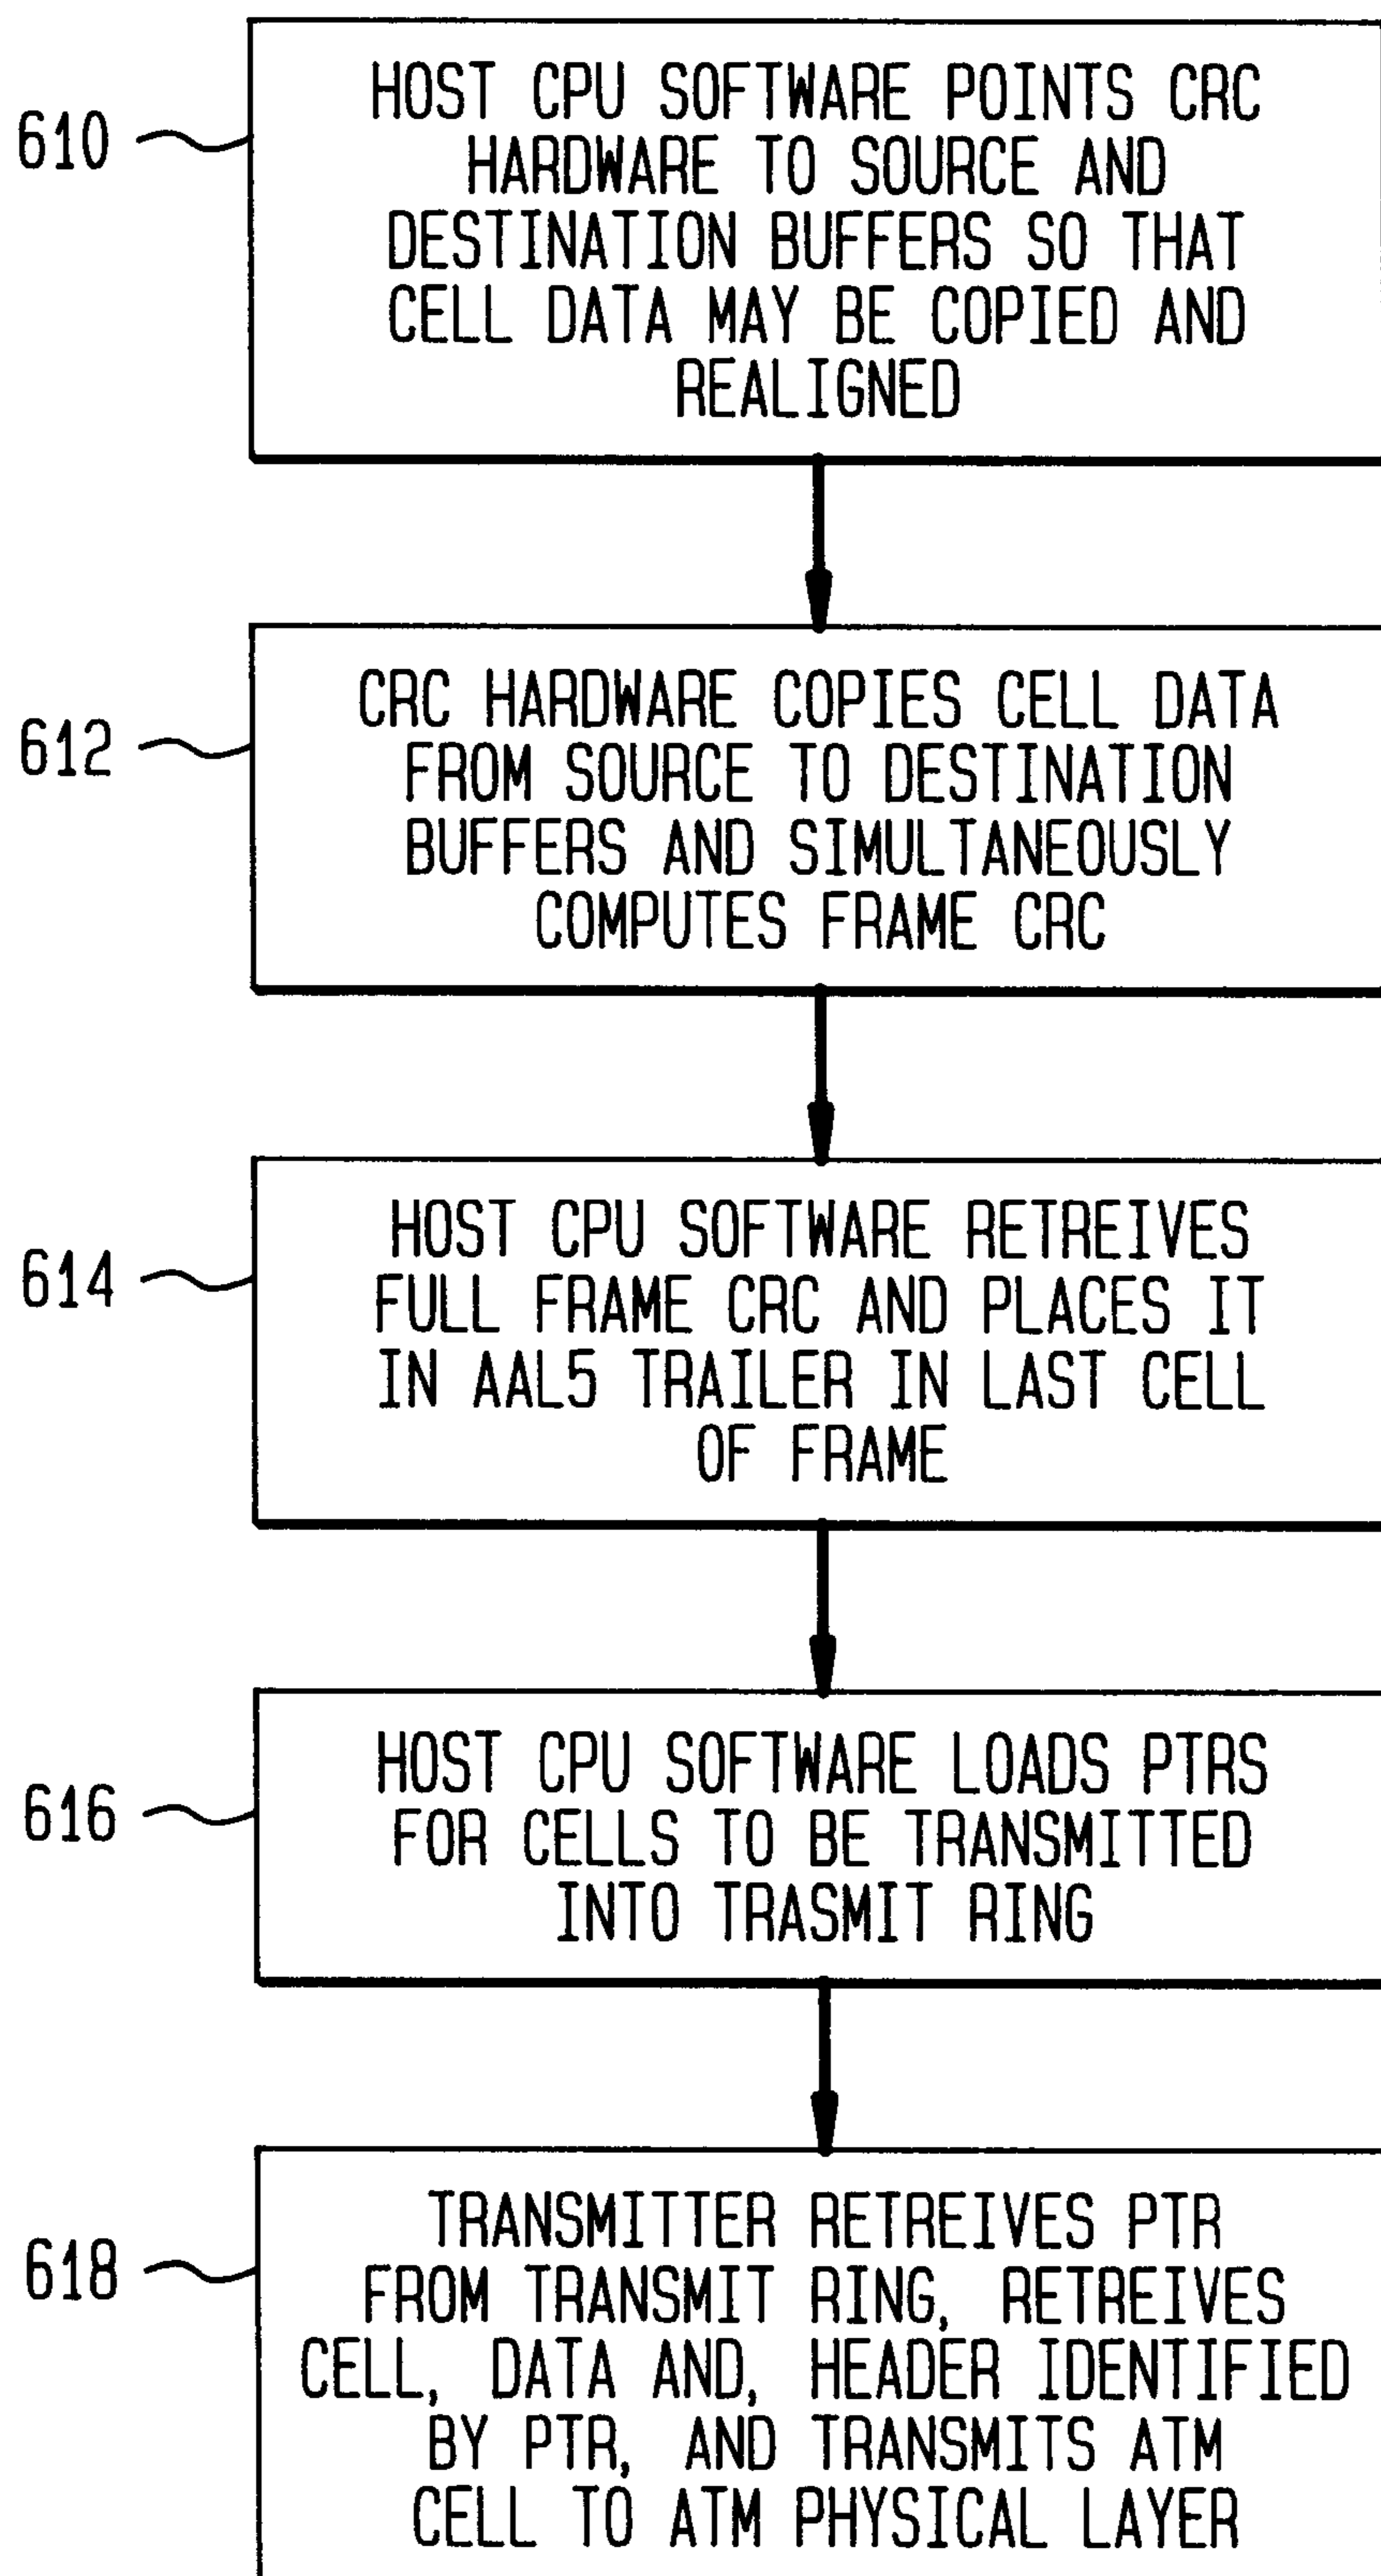 610
HOST CPU SOFTWARE POINTS CRC
HARDWARE TO SOURCE AND
DESTINATION BUFFERS SO THAT
CELL DATA MAY BE COPIED AND
REALIGNED
612
CRC HARDWARE COPIES CELL DATA
FROM SOURCE TO DESTINATION
BUFFERS AND SIMULTANEOUSLY
COMPUTES FRAME CRC
614
HOST CPU SOFTWARE RETREIVES
FULL FRAME CRC AND PLACES IT
IN AAL5 TRAILER IN LAST CELL
OF FRAME
616
HOST CPU SOFTWARE LOADS PTRS
FOR CELLS TO BE TRANSMITTED
INTO TRASMIT RING
618
TRANSMITTER RETREIVES PTR
FROM TRANSMIT RING, RETREIVES
CELL, DATA AND, HEADER IDENTIFIED
BY PTR, AND TRANSMITS ATM
CELL TO ATM PHYSICAL LAYER